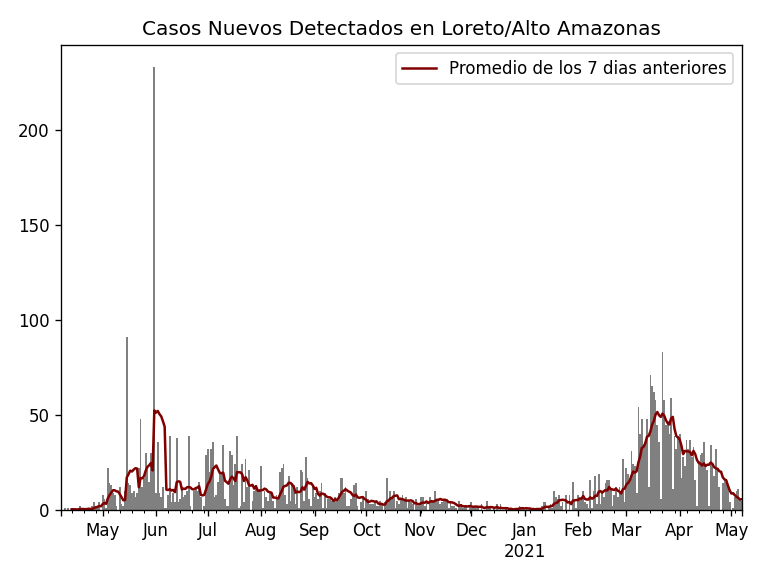 Casos Nuevos Detectados en Loreto/Alto Amazonas
Promedio de los 7 dias anteriores
200
150
100
50
0
May Jun Jul Aug Sep Oct Nov Dec Jan Feb Mar Apr May
2021